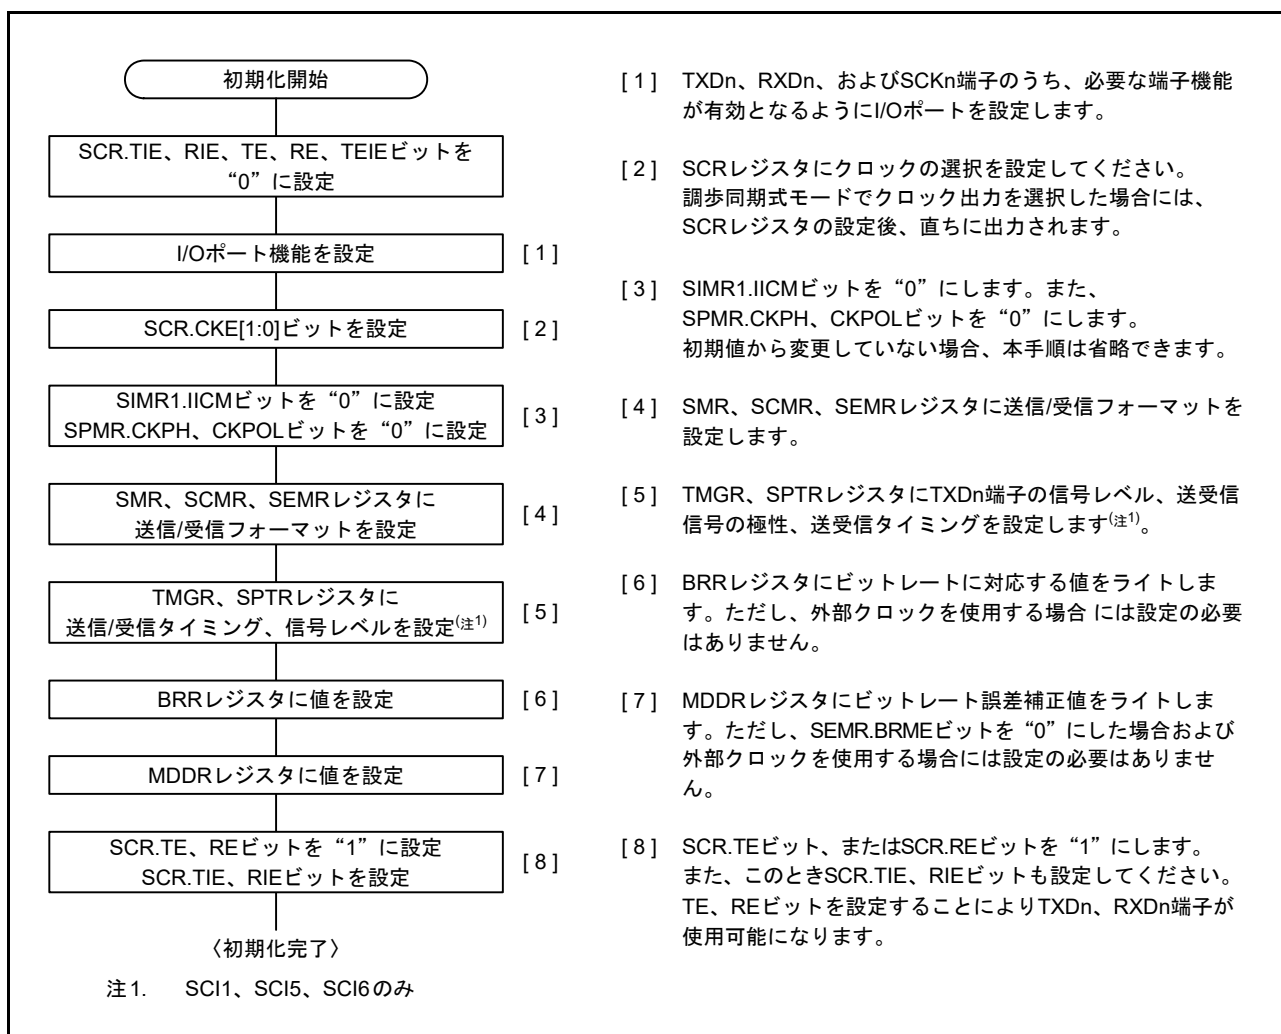 初期化開始
SCR.TIE、RIE、TE、RE、TEIEビットを
“0”に設定
I/Oポート機能を設定
[ 1 ]
SCR.CKE[1:0]ビットを設定
[ 2 ]
SIMR1.IICMビットを“0”に設定
SPMR.CKPH、CKPOLビットを“0”に設定
[ 3 ]
SMR、SCMR、SEMRレジスタに
送信/受信フォーマットを設定
[ 4 ]
TMGR、SPTRレジスタに
送信/受信タイミング、信号レベルを設定(注1)
[ 5 ]
BRRレジスタに値を設定
[ 6 ]
MDDRレジスタに値を設定
[ 7 ]
SCR.TE、REビットを“1”に設定
SCR.TIE、RIEビットを設定
[ 8 ]
〈初期化完了〉
注1. SCI1、SCI5、SCI6のみ
[ 1 ] TXDn、RXDn、およびSCKn端子のうち、必要な端子機能
が有効となるようにI/Oポートを設定します。
[ 2 ] SCRレジスタにクロックの選択を設定してください。
調歩同期式モードでクロック出力を選択した場合には、
SCRレジスタの設定後、直ちに出力されます。
[ 3 ] SIMR1.IICMビットを“0”にします。また、
SPMR.CKPH、CKPOLビットを“0”にします。
初期値から変更していない場合、本手順は省略できます。
[ 4 ] SMR、SCMR、SEMRレジスタに送信/受信フォーマットを
設定します。
[ 5 ] TMGR、SPTRレジスタにTXDn端子の信号レベル、送受信
信号の極性、送受信タイミングを設定します(注1)。
[ 6 ] BRRレジスタにビットレートに対応する値をライトしま
す。ただし、外部クロックを使用する場合 には設定の必要
はありません。
[ 7 ] MDDRレジスタにビットレート誤差補正値をライトしま
す。ただし、SEMR.BRMEビットを“0”にした場合および
外部クロックを使用する場合には設定の必要はありませ
ん。
[ 8 ] SCR.TEビット、またはSCR.REビットを“1”にします。
また、このときSCR.TIE、RIEビットも設定してください。
TE、REビットを設定することによりTXDn、RXDn端子が
使用可能になります。